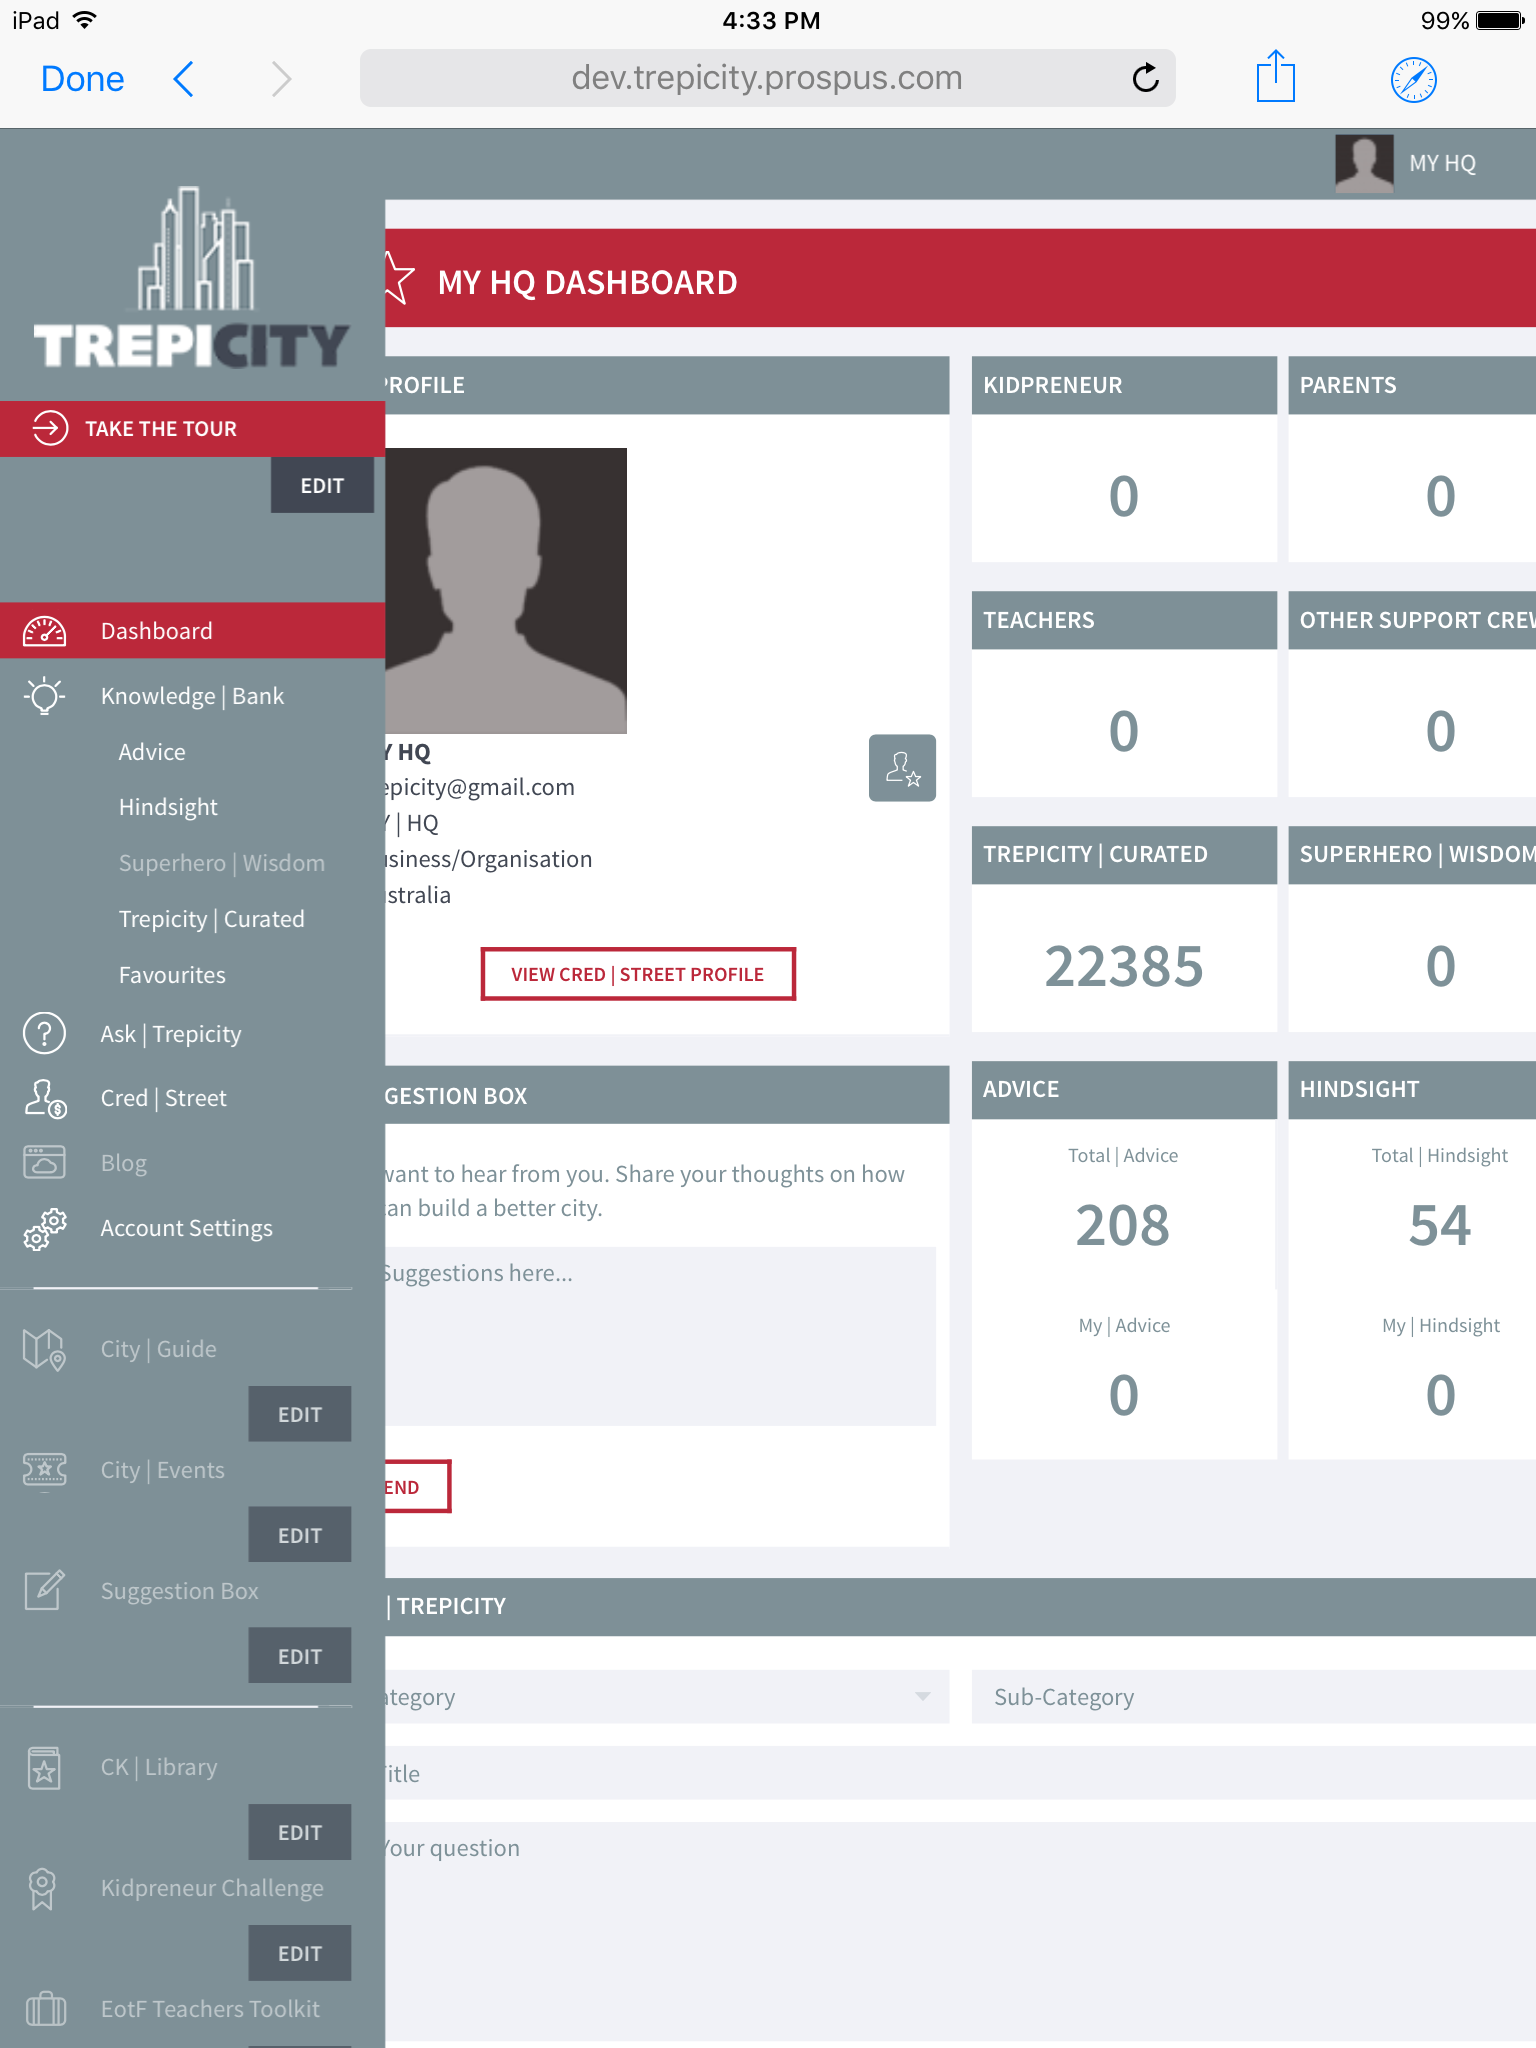 iPad
4:33 PM
99%
Done
dev.trepicity.prospus.com
MY HQ
TREPICITY
TAKE THE TOUR
EDIT
Dashboard
Knowledge | Bank
Advice
Hindsight
Superhero | Wisdom
Trepicity | Curated
Favourites
Ask | Trepicity
Cred | Street
Blog
Account Settings
City | Guide
EDIT
City | Events
EDIT
Suggestion Box
EDIT
CK | Library
EDIT
Kidpreneur Challenge
EDIT
EotF Teachers Toolkit
MY HQ DASHBOARD
PROFILE
Y HQ
epicity@gmail.com
Y | HQ
usiness/Organisation
ustralia
VIEW CRED | STREET PROFILE
GESTION BOX
want to hear from you. Share your thoughts on how
can build a better city.
Suggestions here...
END
KIDPRENEUR
0
PARENTS
0
TEACHERS
0
OTHER SUPPORT CREW
0
TREPICITY | CURATED
22385
SUPERHERO | WISDOM
0
ADVICE
Total | Advice
208
My | Advice
0
HINDSIGHT
Total | Hindsight
54
My | Hindsight
0
| TREPICITY
ategory
Sub-Category
Title
Your question